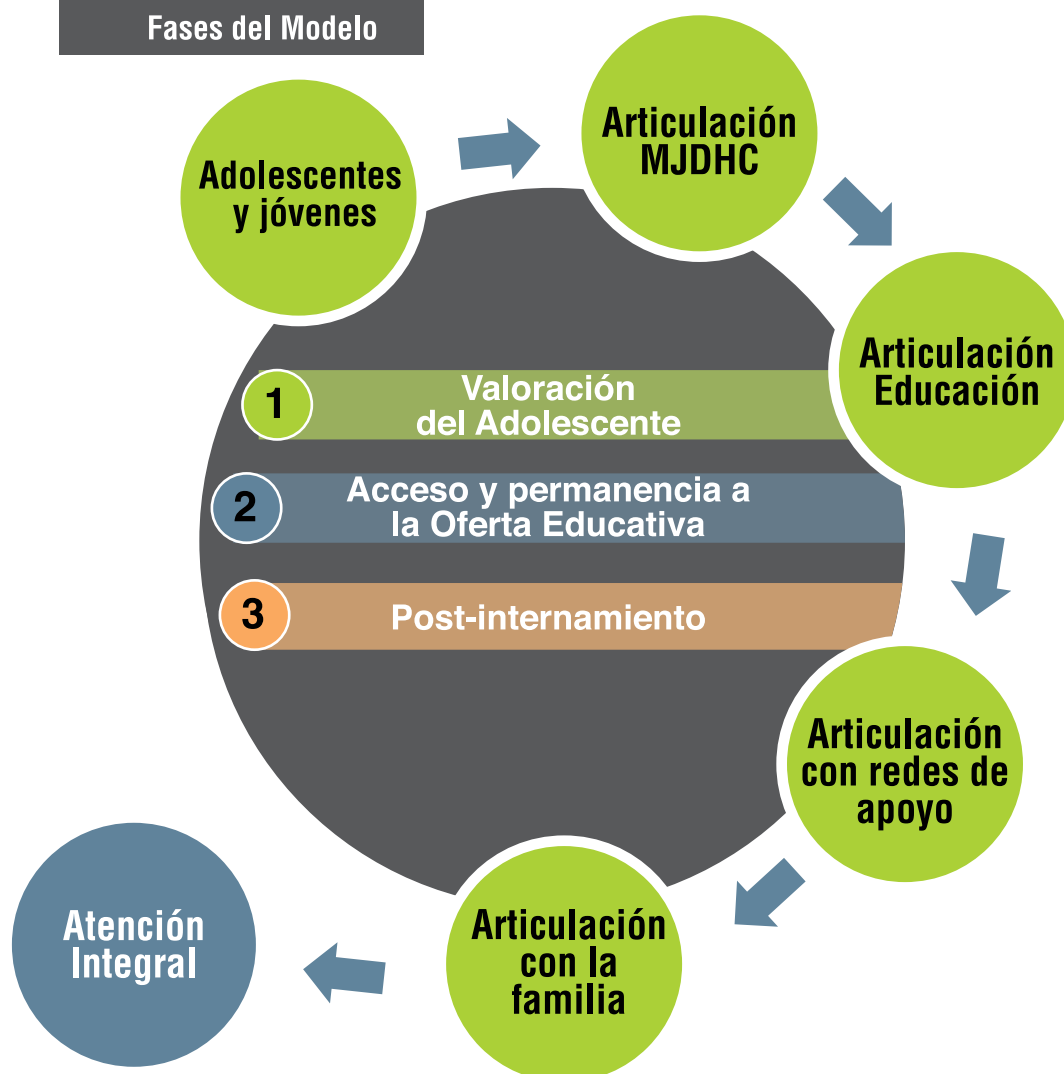 Fases del Modelo
Adolescentes
y jóvenes
Articulación
MJDHC
Articulación
Educación
1
Valoración
del Adolescente
2
Acceso y permanencia a
la Oferta Educativa
3
Post-internamiento
Articulación
con redes de
apoyo
Articulación
con la
familia
Atención
Integral